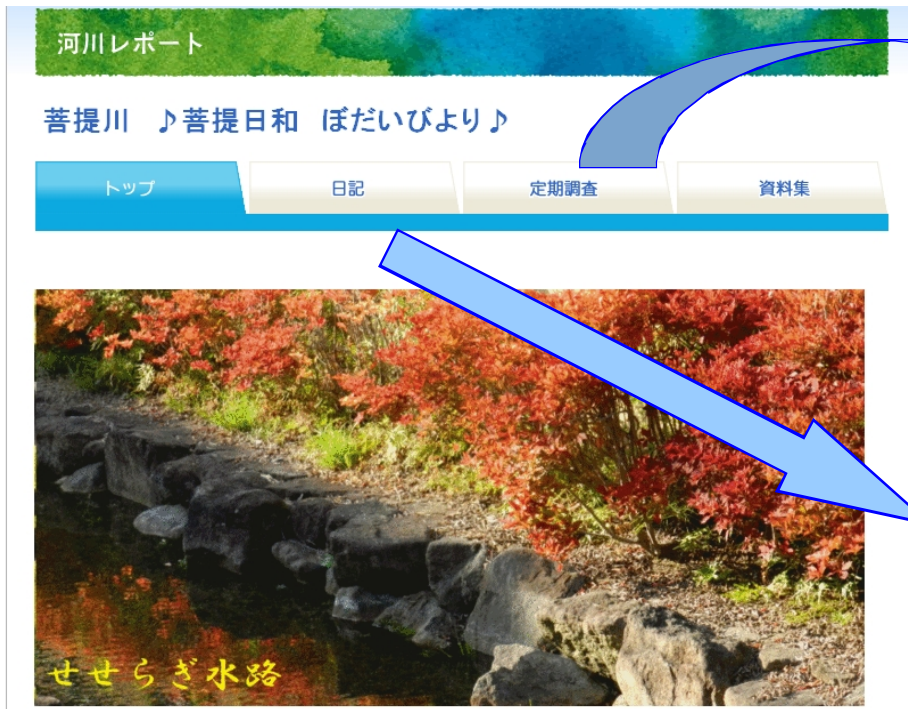 河川レポート
菩提川 ♪菩提日和 ぼだいびより♪
トップ 日記 定期調査 資料集
せせらぎ水路